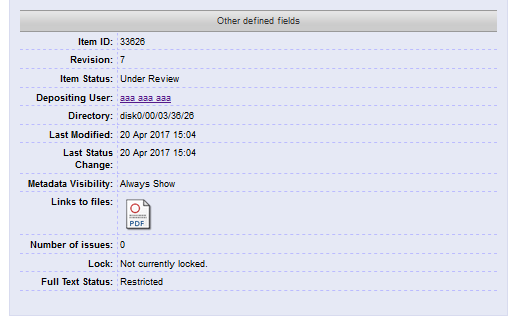 Other defined fields
Item ID: 33626
Revision: 7
Item Status: Under Review
Depositing User: aaa aaa aaa
Directory: disk0/00/03/36/26
Last Modified: 20 Apr 2017 15:04
Last Status Change: 20 Apr 2017 15:04
Metadata Visibility: Always Show
Links to files:
PDF
Number of issues: 0
Lock: Not currently locked.
Full Text Status: Restricted